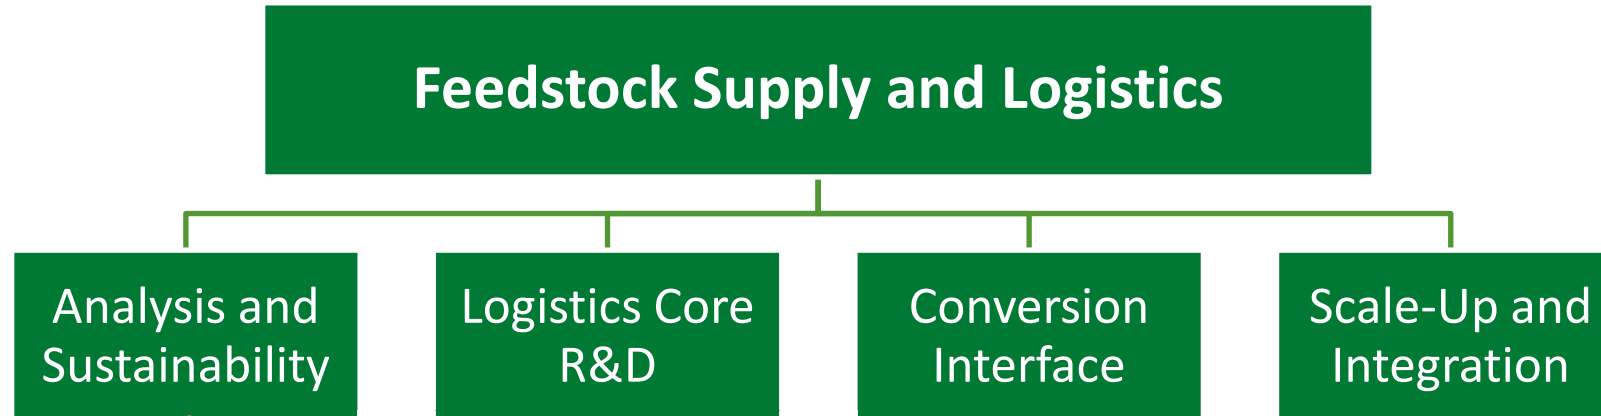 Feedstock Supply and Logistics
Analysis and
Sustainability
Logistics Core
R&D
Conversion
Interface
Scale-Up and
Integration